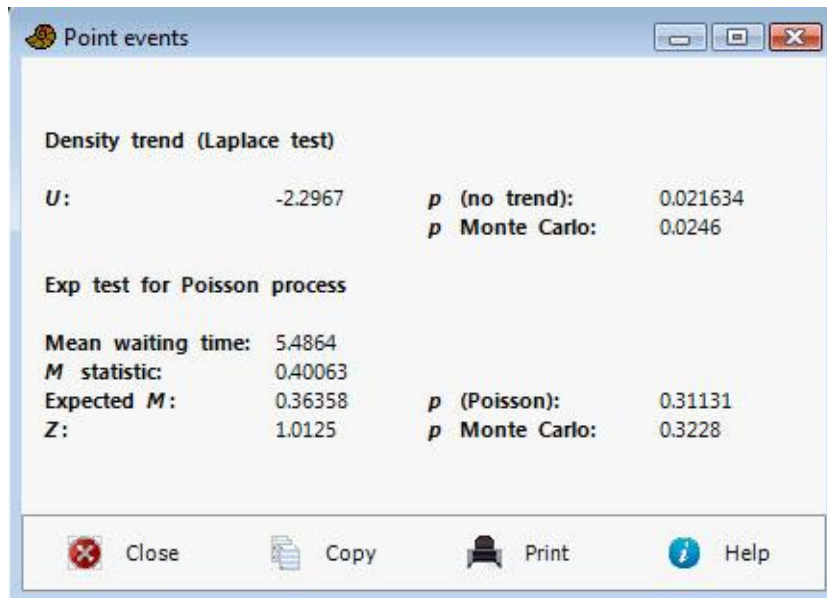 Point events
Density trend (Laplace test)
U: -2.2967 p (no trend): 0.021634
p Monte Carlo: 0.0246
Exp test for Poisson process
Mean waiting time: 5.4864
M statistic: 0.40063
Expected M: 0.36358 p (Poisson): 0.31131
Z: 1.0125 p Monte Carlo: 0.3228
Close Copy Print Help